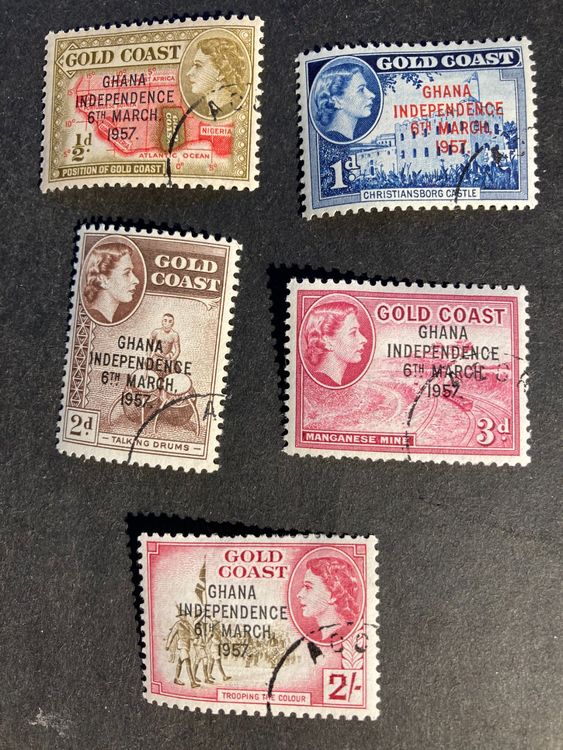 GOLD COAST
GHANA
INDEPENDENCE
6TH MARCH,
1957.
NIGERIA
ATLANTIC OCEAN
½d
POSITION OF GOLD COAST
GOLD COAST
GHANA
INDEPENDENCE
6TH MARCH,
1957.
1d
CHRISTIANSBORG CASTLE
GOLD
COAST
GHANA
INDEPENDENCE
6TH MARCH,
1957.
2d
TALKING DRUMS
GOLD COAST
GHANA
INDEPENDENCE
6TH MARCH,
1957.
MANGANESE MINE
3d
GOLD
COAST
GHANA
INDEPENDENCE
6TH MARCH,
1957.
TROOPING THE COLOUR
2/-